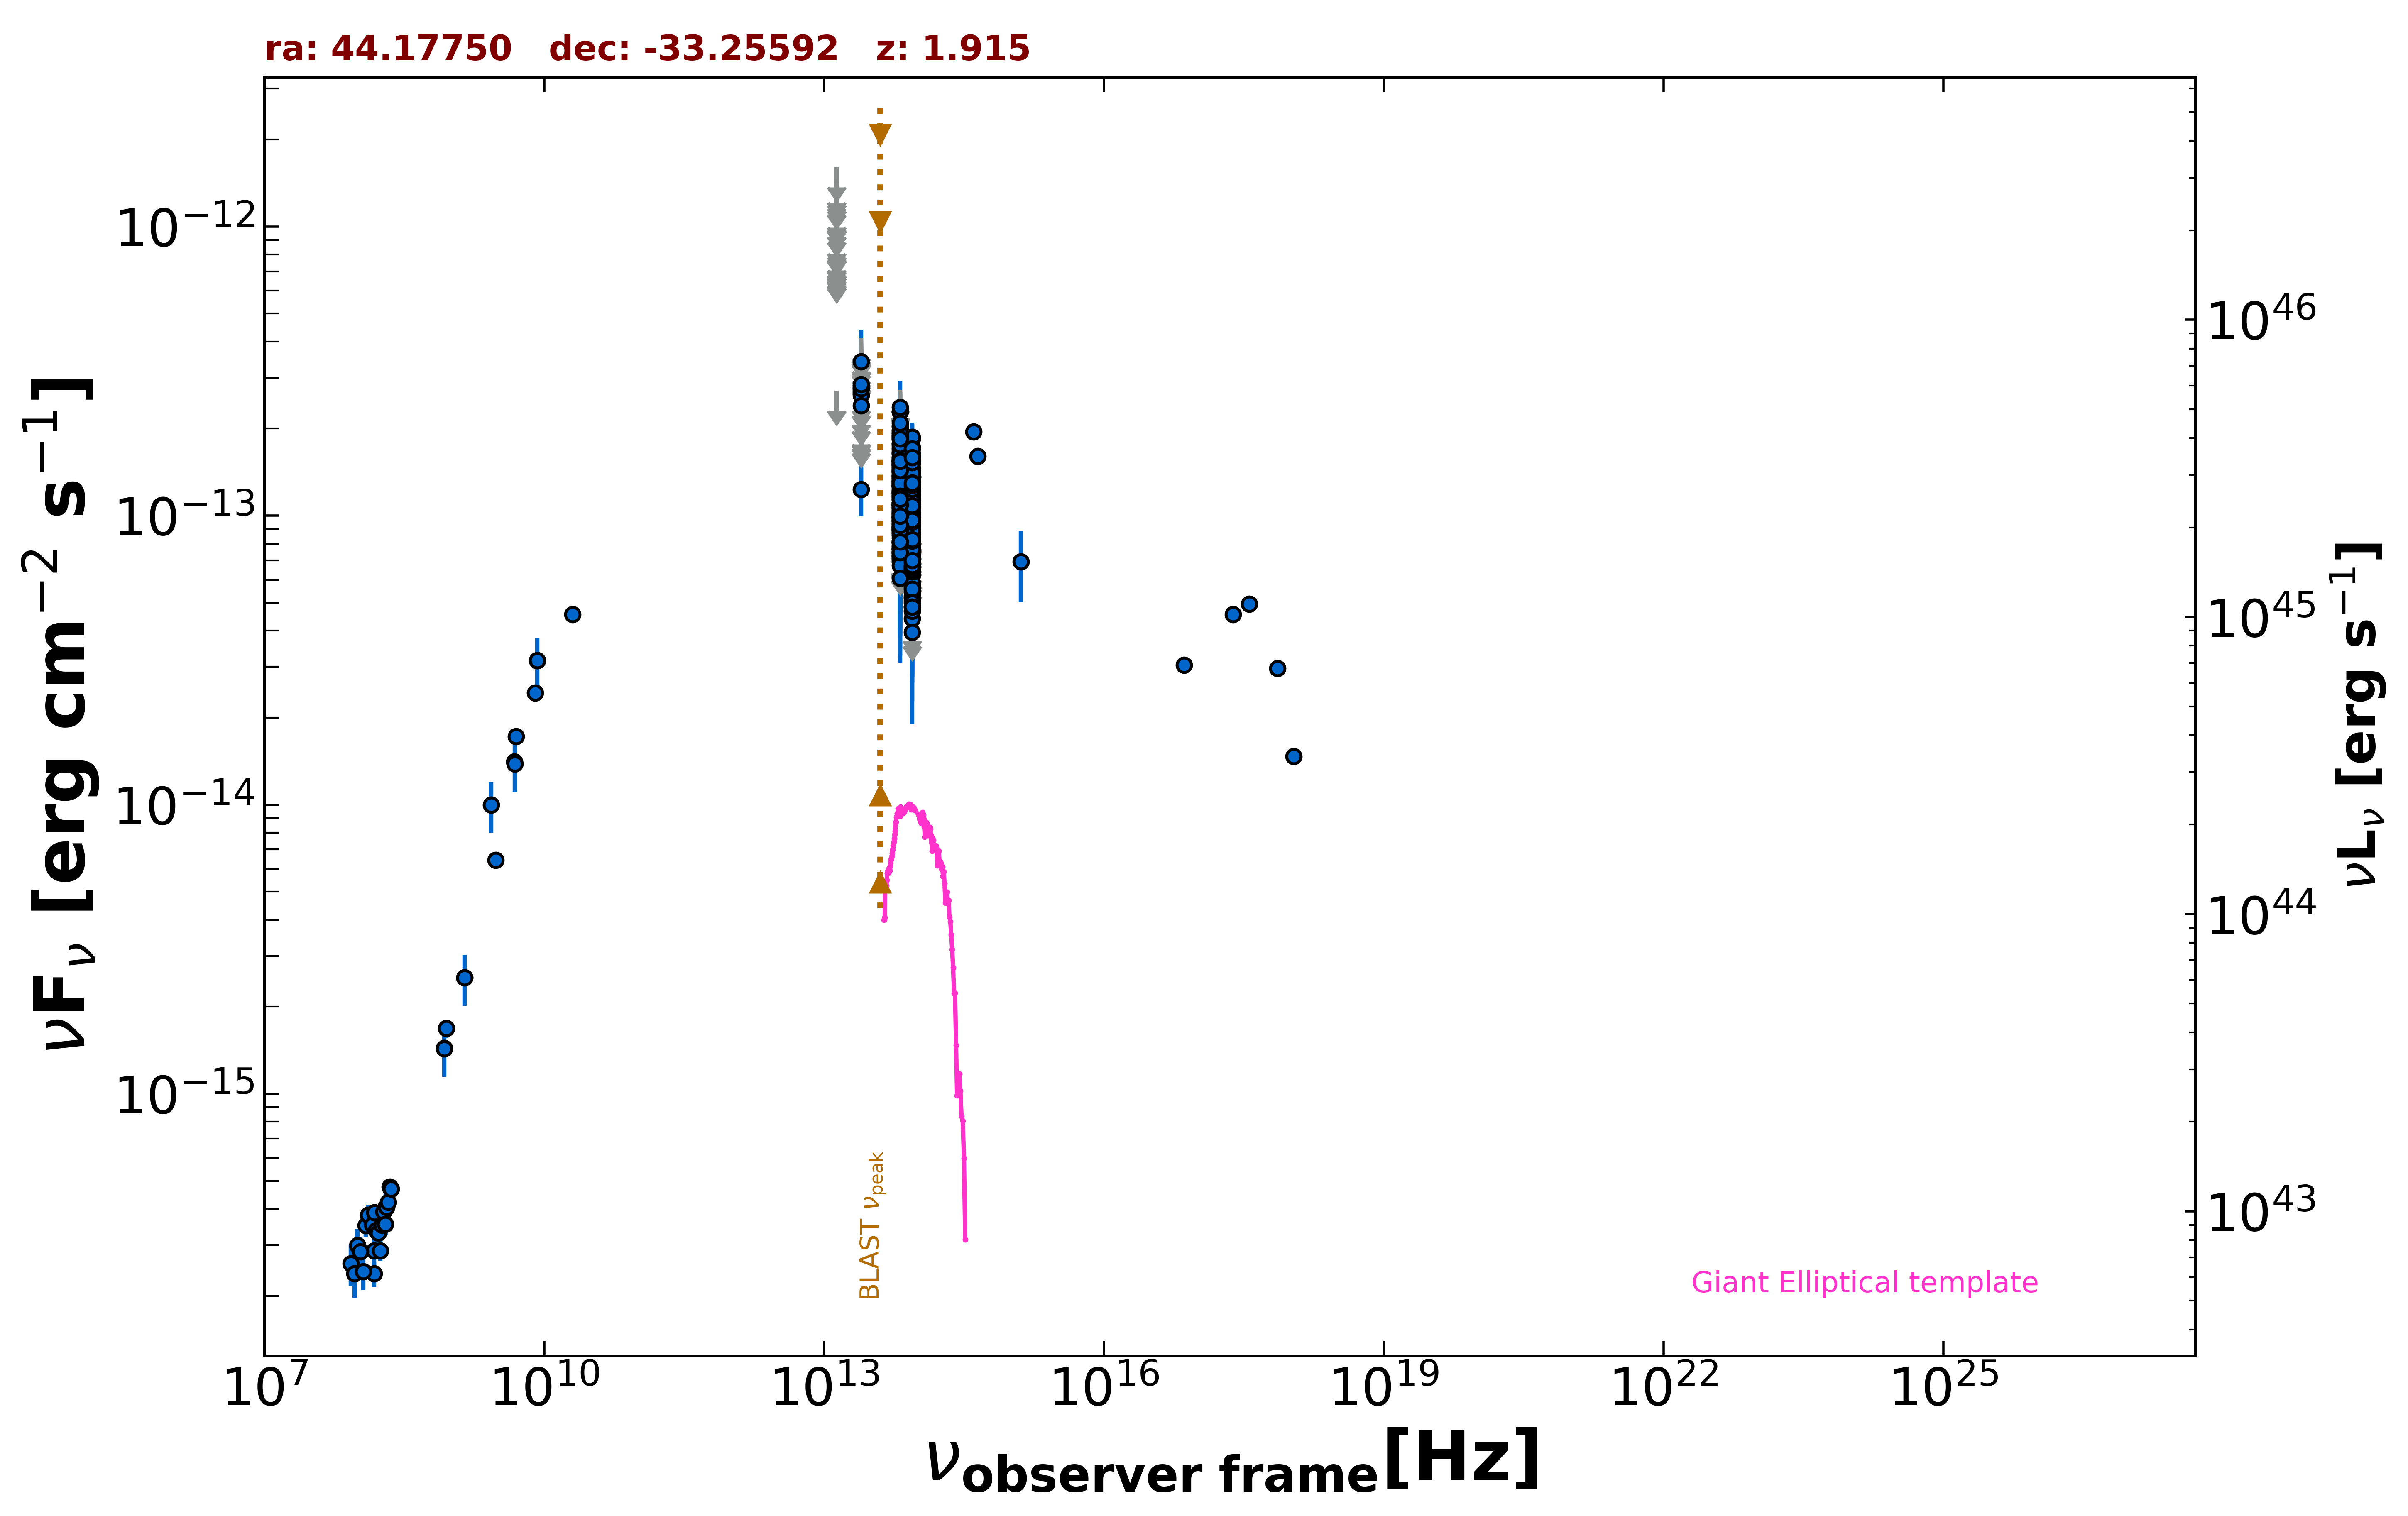 ra: 44.17750 dec: -33.25592 z: 1.915
νFν [erg cm⁻² s⁻¹]
10⁻¹²
10⁻¹³
10⁻¹⁴
10⁻¹⁵
BLAST νpeak
Giant Elliptical template
10⁴⁶
10⁴⁵
10⁴⁴
10⁴³
νLν [erg s⁻¹]
10⁷ 10¹⁰ 10¹³ 10¹⁶ 10¹⁹ 10²² 10²⁵
νobserver frame[Hz]